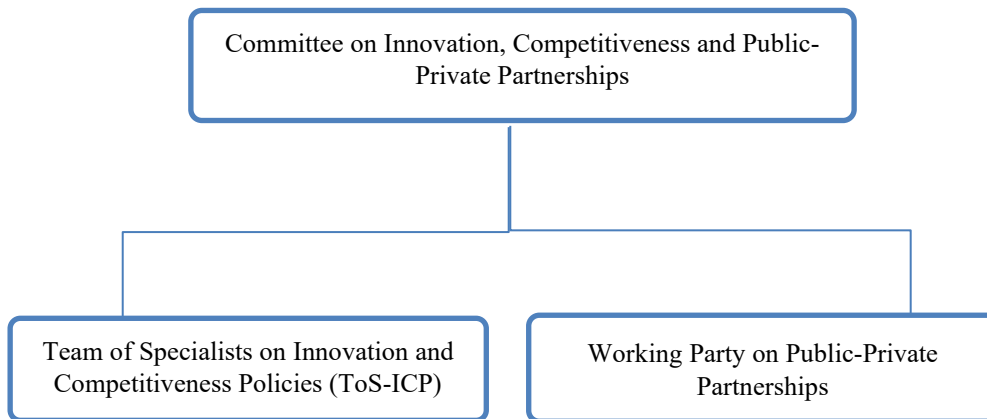 Committee on Innovation, Competitiveness and Public-
Private Partnerships
Team of Specialists on Innovation and
Competitiveness Policies (ToS-ICP)
Working Party on Public-Private
Partnerships